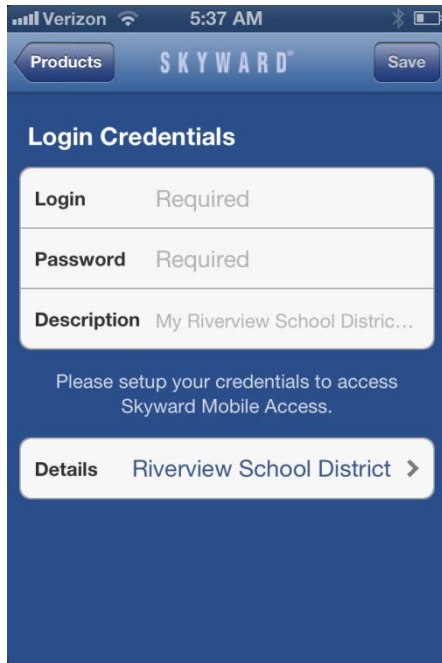 Verizon 5:37 AM
Products SKYWARD Save
Login Credentials
Login Required
Password Required
Description My Riverview School Distric...
Please setup your credentials to access
Skyward Mobile Access.
Details Riverview School District